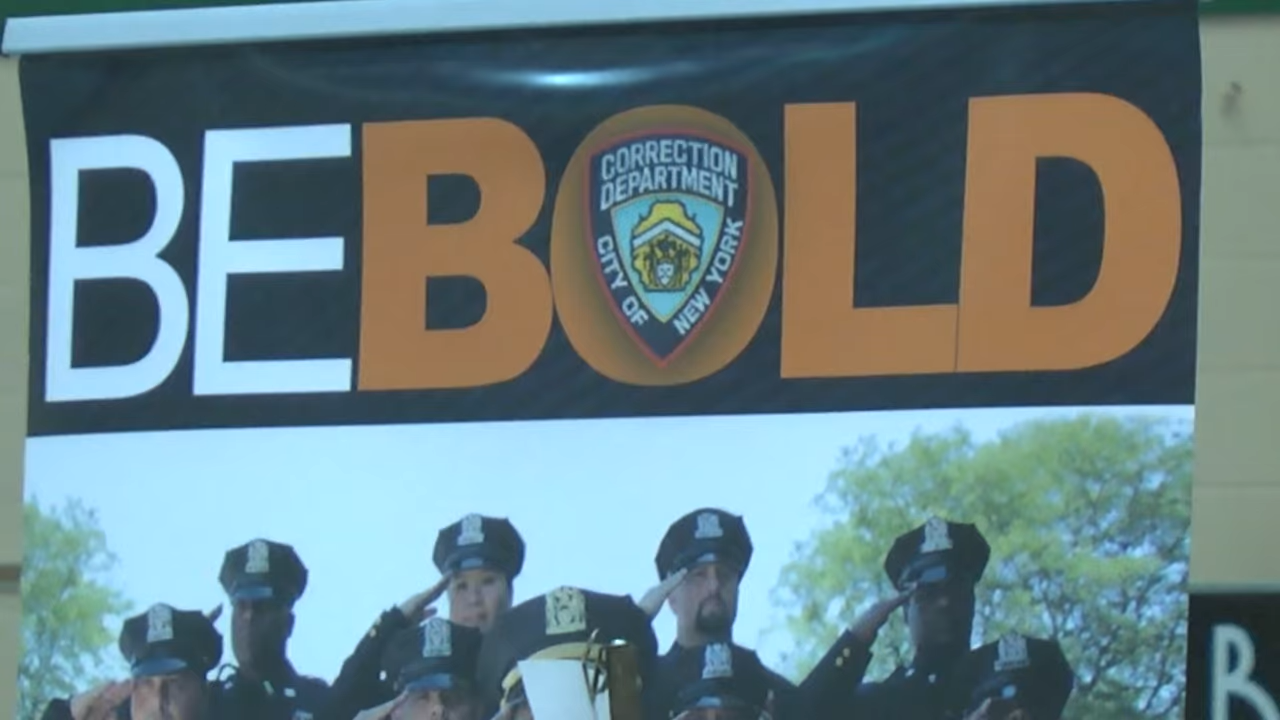 BEBOLD
CORRECTION
DEPARTMENT
CITY OF NEW YORK
B